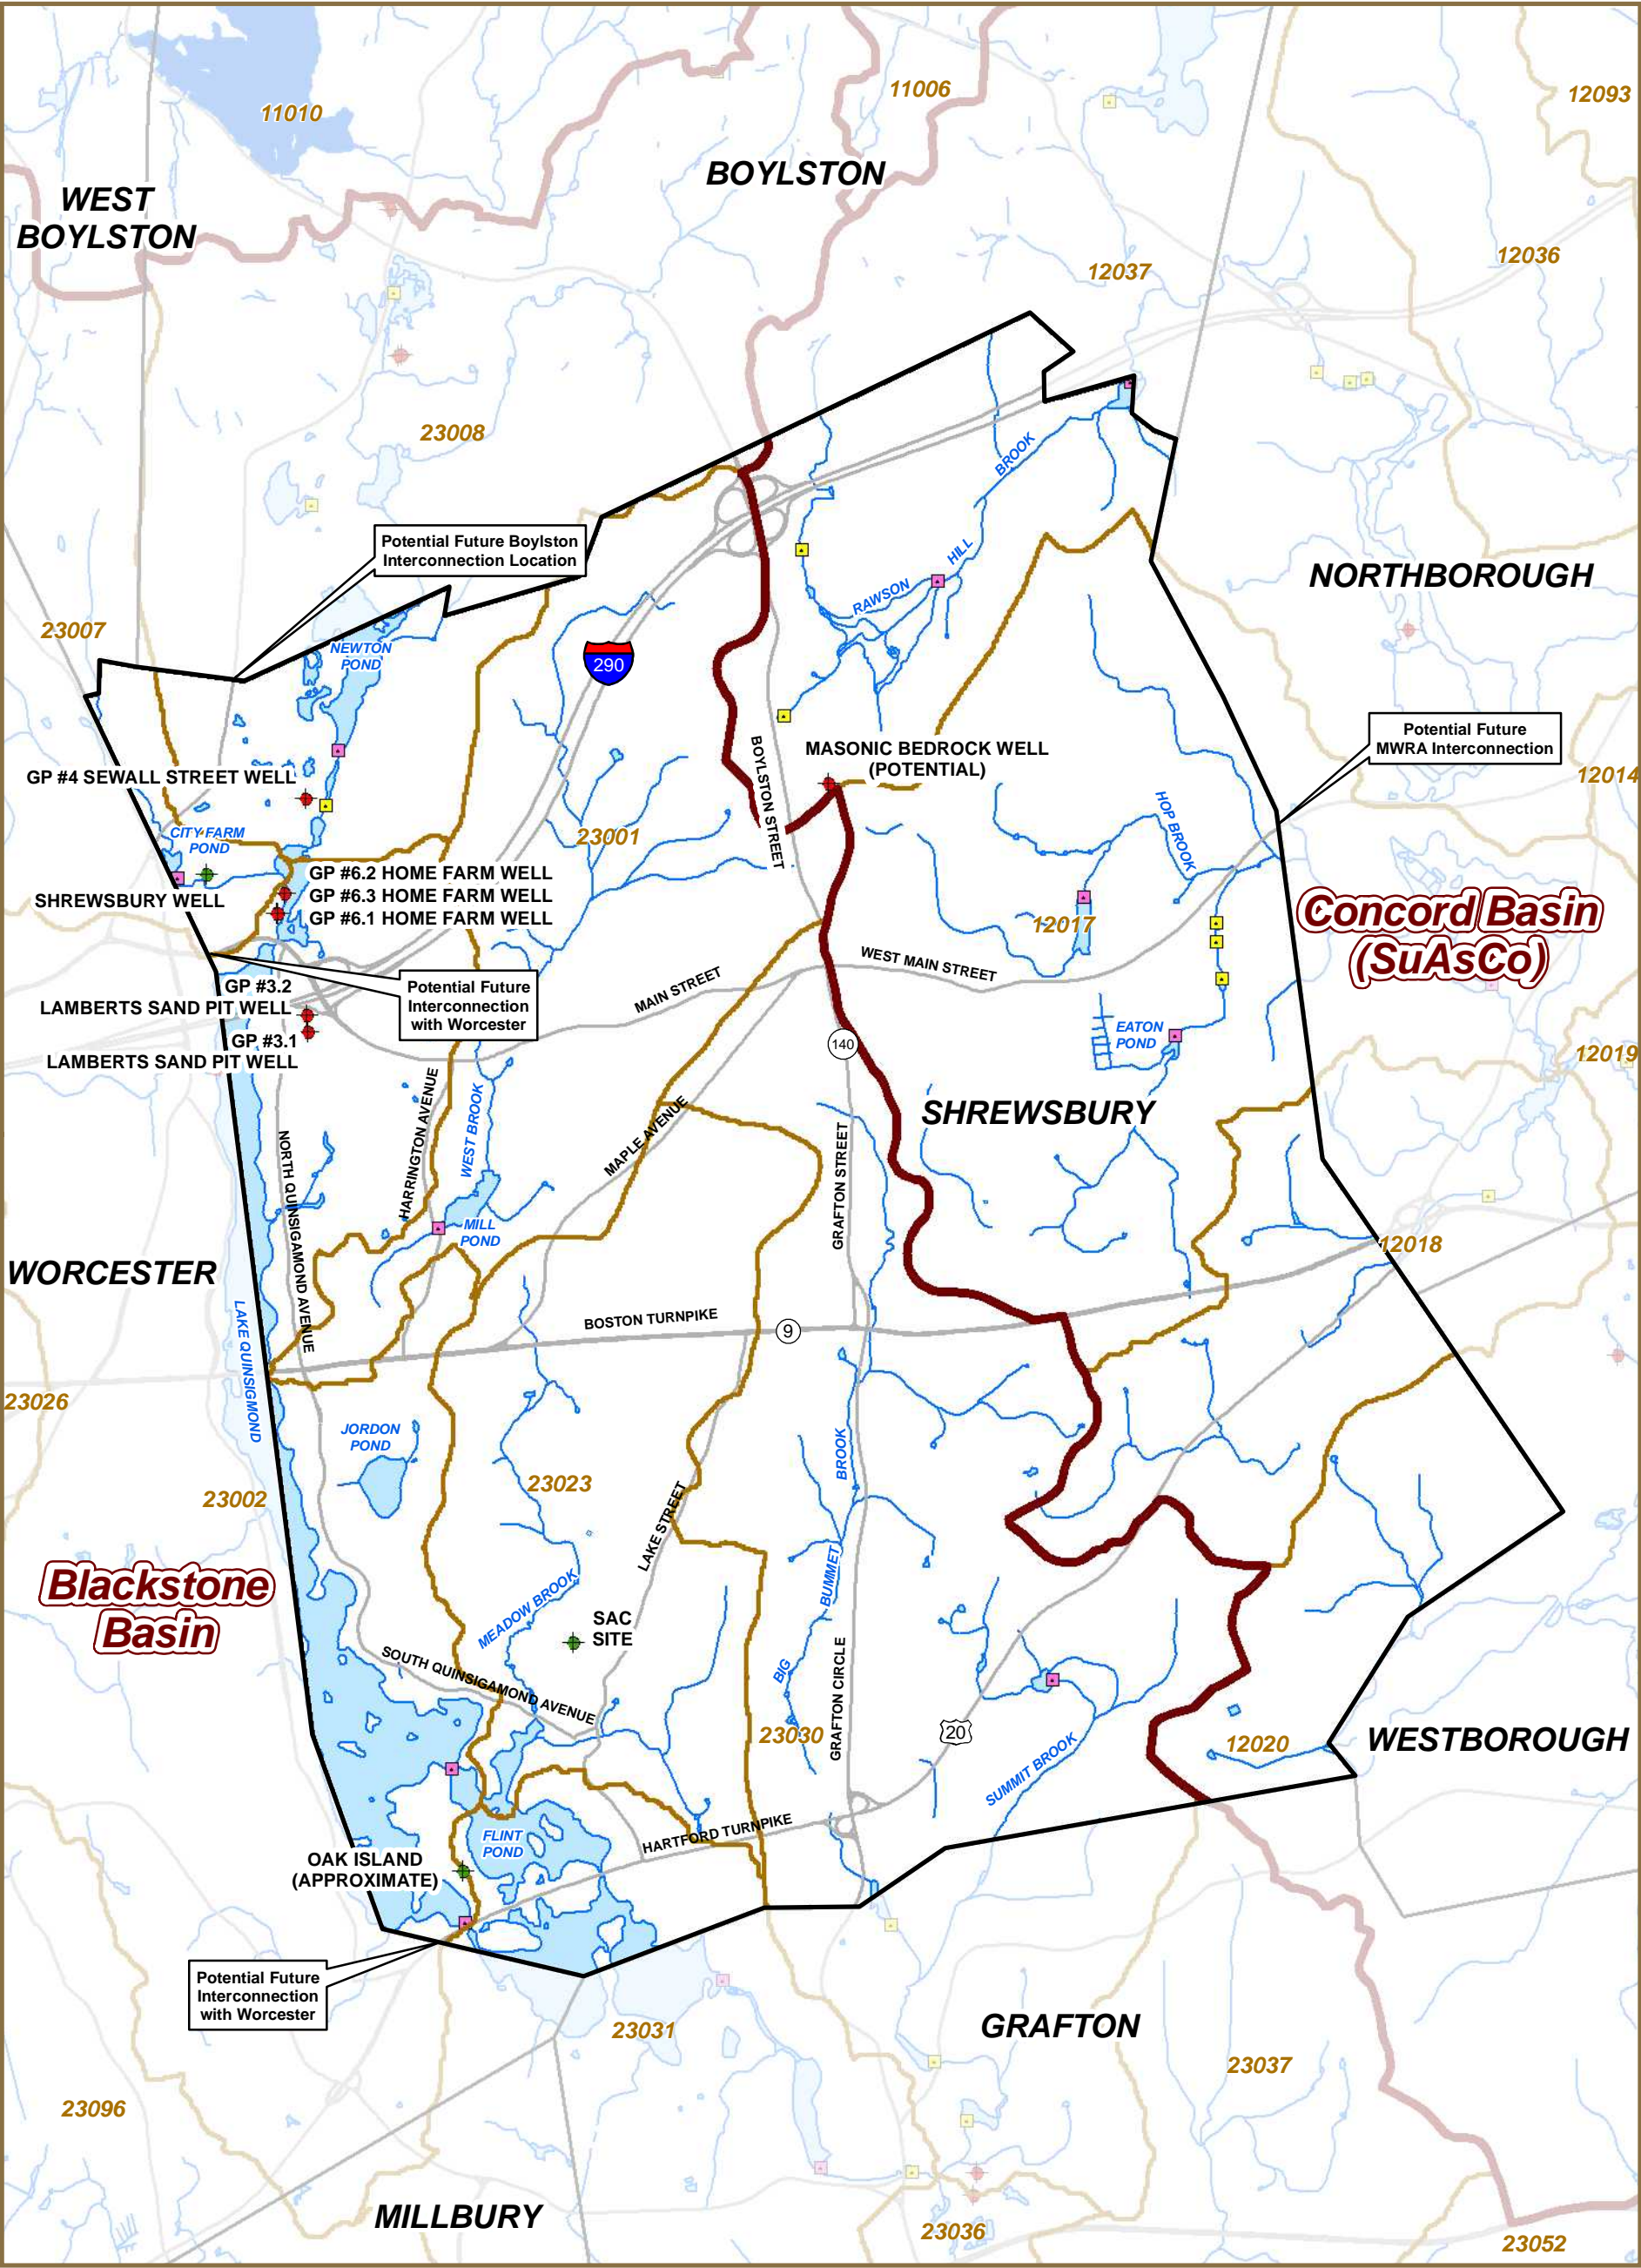 11010
11006
12093
BOYLSTON
WEST
BOYLSTON
12036
12037
23008
Potential Future Boylston
Interconnection Location
BROOK
HILL
RAWSON
NORTHBOROUGH
23007
NEWTON
POND
290
Potential Future
MWRA Interconnection
BOYLSTON STREET
MASONIC BEDROCK WELL
(POTENTIAL)
12014
GP #4 SEWALL STREET WELL
CITY FARM
POND
23001
HOP BROOK
GP #6.2 HOME FARM WELL
GP #6.3 HOME FARM WELL
GP #6.1 HOME FARM WELL
SHREWSBURY WELL
12017
Concord Basin
(SuAsCo)
WEST MAIN STREET
MAIN STREET
Potential Future
Interconnection
with Worcester
GP #3.2
LAMBERTS SAND PIT WELL
GP #3.1
LAMBERTS SAND PIT WELL
EATON
POND
140
12019
SHREWSBURY
HARRINGTON AVENUE
WEST BROOK
MAPLE AVENUE
GRAFTON STREET
NORTH QUINSIGAMOND AVENUE
MILL
POND
12018
WORCESTER
LAKE QUINSIGMOND
BOSTON TURNPIKE
9
23026
JORDON
POND
BROOK
23023
23002
LAKE STREET
Blackstone
Basin
BUMMET
MEADOW BROOK
SAC
SITE
SOUTH QUINSIGAMOND AVENUE
BIG
GRAFTON CIRCLE
23030
20
SUMMIT BROOK
12020
WESTBOROUGH
FLINT
POND
HARTFORD TURNPIKE
OAK ISLAND
(APPROXIMATE)
Potential Future
Interconnection
with Worcester
23031
GRAFTON
23037
23096
MILLBURY
23036
23052